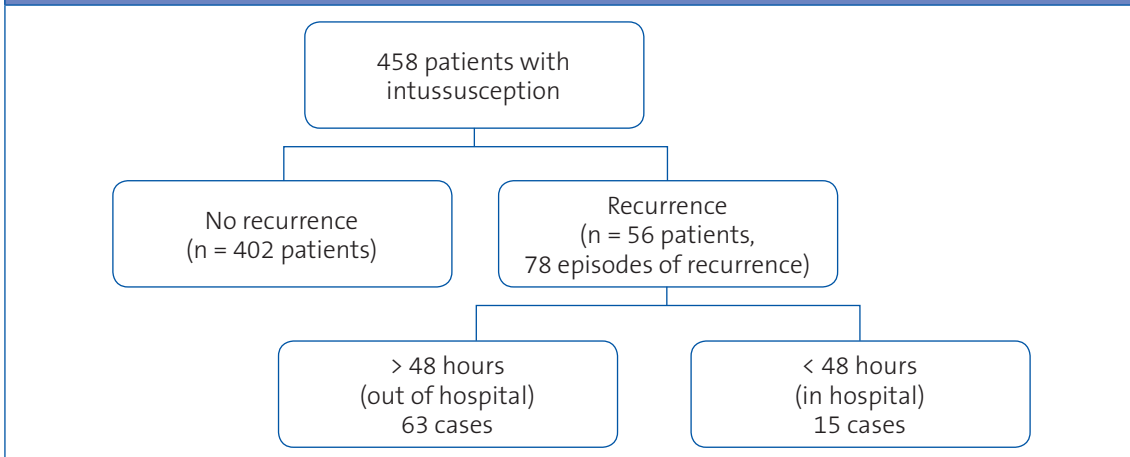 458 patients with
intussusception
No recurrence
(n = 402 patients)
Recurrence
(n = 56 patients,
78 episodes of recurrence)
> 48 hours
(out of hospital)
63 cases
< 48 hours
(in hospital)
15 cases